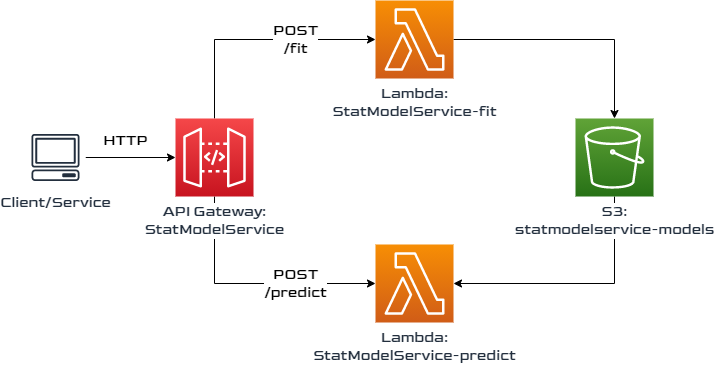 POST
/fit
Lambda:
StatModelService-fit
HTTP
</>
Client/Service
API Gateway:
StatModelService
S3:
statmodelservice-models
POST
/predict
Lambda:
StatModelService-predict